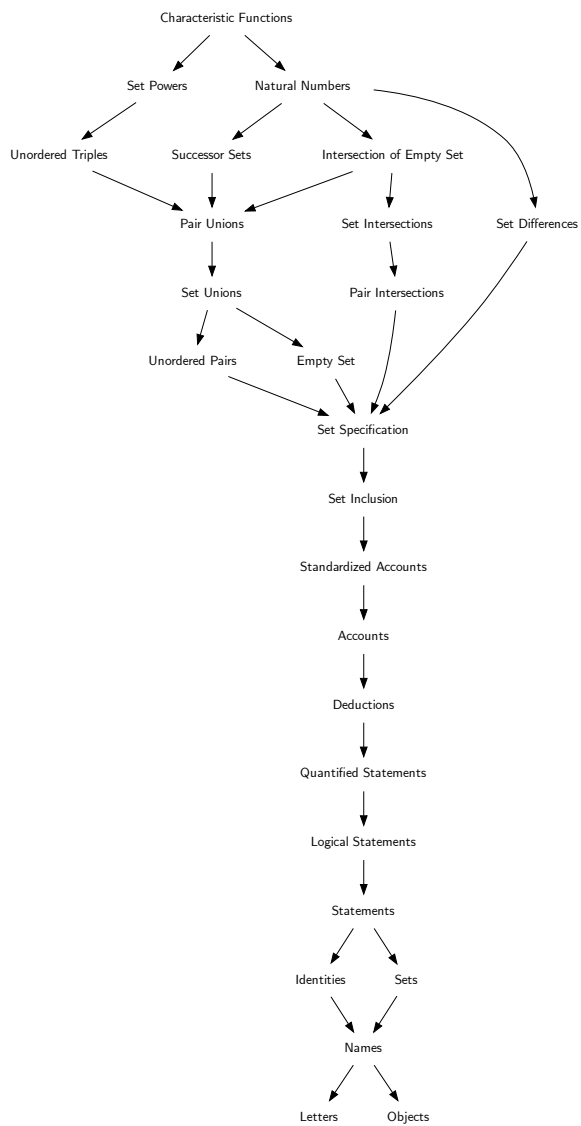 Characteristic Functions
Set Powers
Natural Numbers
Unordered Triples
Successor Sets
Intersection of Empty Set
Pair Unions
Set Intersections
Set Differences
Set Unions
Pair Intersections
Unordered Pairs
Empty Set
Set Specification
Set Inclusion
Standardized Accounts
Accounts
Deductions
Quantified Statements
Logical Statements
Statements
Identities
Sets
Names
Letters
Objects